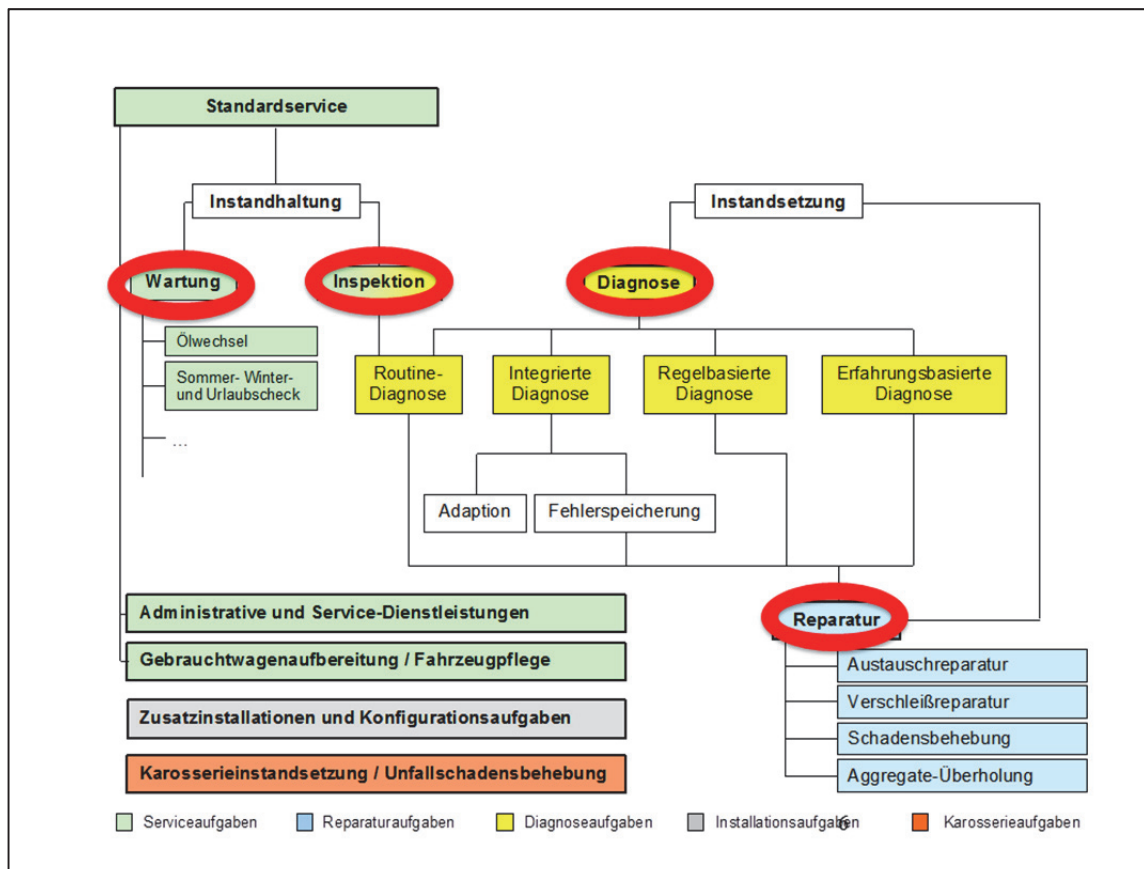 Standardservice
Instandhaltung
Instandsetzung
Wartung
Inspektion
Diagnose
Ölwechsel
Sommer- Winter-
und Urlaubscheck
...
Routine-
Diagnose
Integrierte
Diagnose
Regelbasierte
Diagnose
Erfahrungsbasierte
Diagnose
Adaption
Fehlerspeicherung
Administrative und Service-Dienstleistungen
Gebrauchtwagenaufbereitung / Fahrzeugpflege
Zusatzinstallationen und Konfigurationsaufgaben
Karosserieinstandsetzung / Unfallschadensbehebung
Reparatur
Austauschreparatur
Verschleißreparatur
Schadensbehebung
Aggregate-Überholung
Serviceaufgaben
Reparaturaufgaben
Diagnoseaufgaben
Installationsaufgaben
6
Karosserieaufgaben